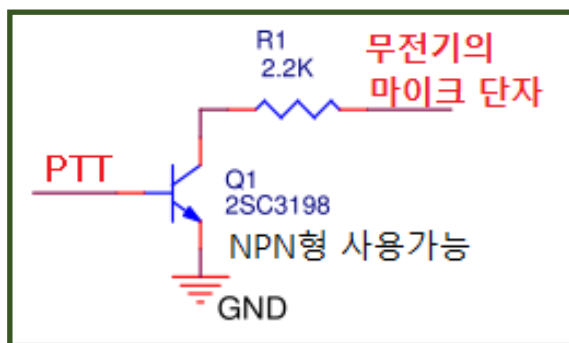 R1
2.2K
무전기의
마이크 단자
PTT
Q1
2SC3198
NPN형 사용가능
GND